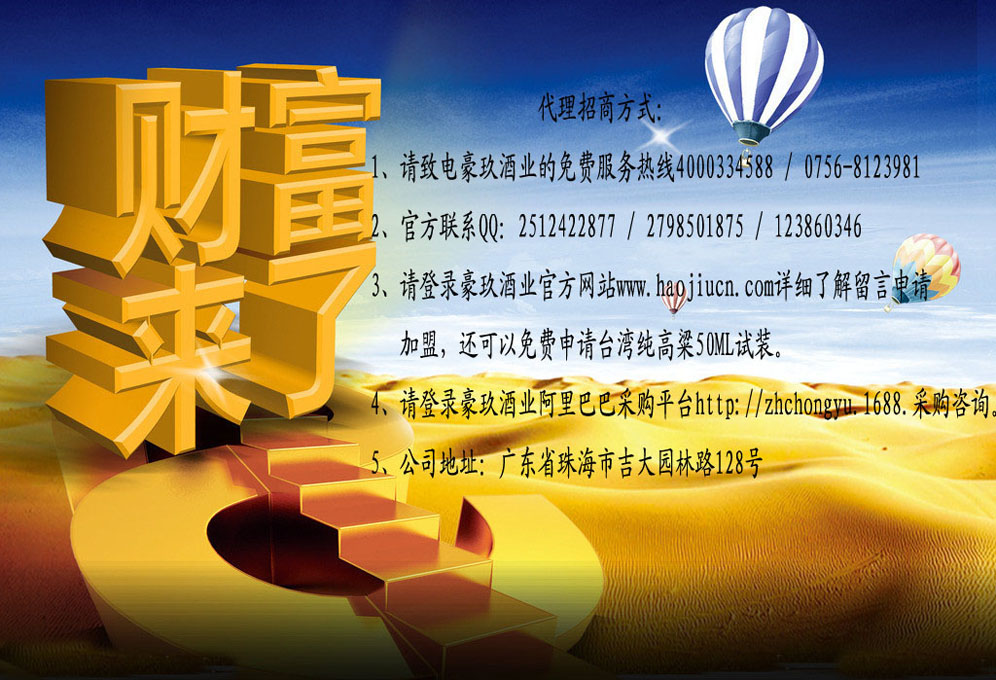 财富
来了
代理招商方式：
1、请致电豪玖酒业的免费服务热线4000334588 / 0756-8123981
2、官方联系QQ：2512422877 / 2798501875 / 123860346
3、请登录豪玖酒业官方网站www.haojiucn.com详细了解留言申请
加盟，还可以免费申请台湾纯高粱50ML试装。
4、请登录豪玖酒业阿里巴巴采购平台http://zhchongyu.1688.采购咨询。
5、公司地址：广东省珠海市吉大园林路128号